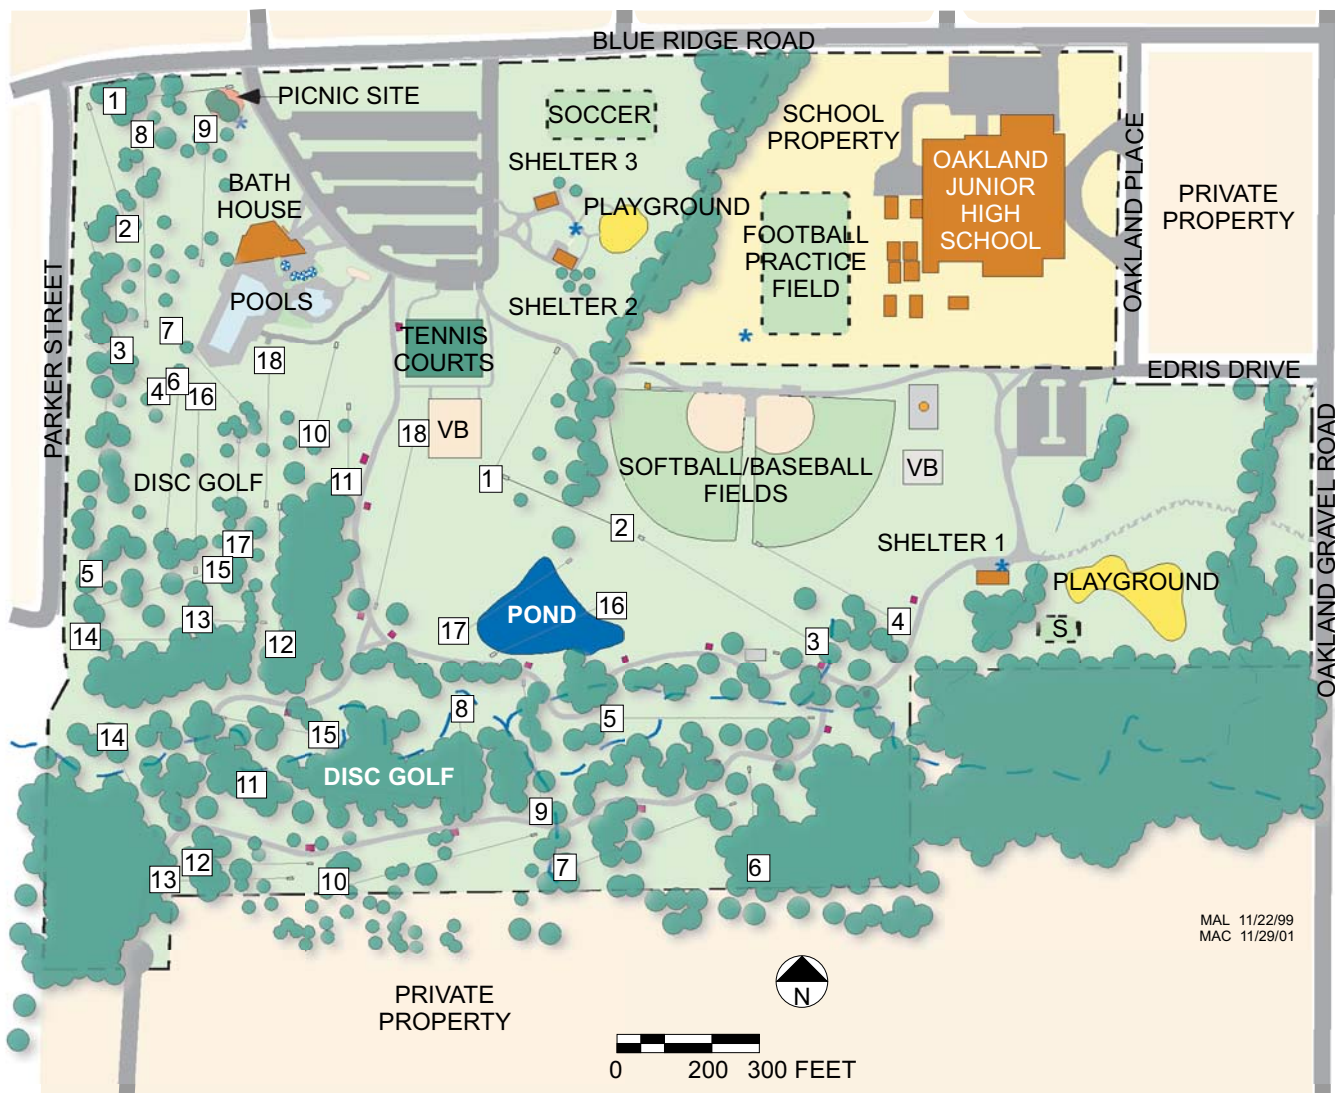 BLUE RIDGE ROAD
PICNIC SITE
1
8
9
SOCCER
SCHOOL
PROPERTY
OAKLAND
JUNIOR
HIGH
SCHOOL
OAKLAND PLACE
PRIVATE
PROPERTY
SHELTER 3
BATH
HOUSE
PLAYGROUND
2
FOOTBALL
PRACTICE
FIELD
POOLS
SHELTER 2
PARKER STREET
7
3
18
TENNIS
COURTS
EDRIS DRIVE
4
6
16
10
18
VB
11
1
DISC GOLF
SOFTBALL/BASEBALL
FIELDS
VB
OAKLAND GRAVEL ROAD
2
17
SHELTER 1
5
15
PLAYGROUND
13
POND
16
14
12
17
3
4
S
8
5
14
15
DISC GOLF
11
9
12
13
10
7
6
MAL 11/22/99
MAC 11/29/01
PRIVATE
PROPERTY
N
0 200 300 FEET